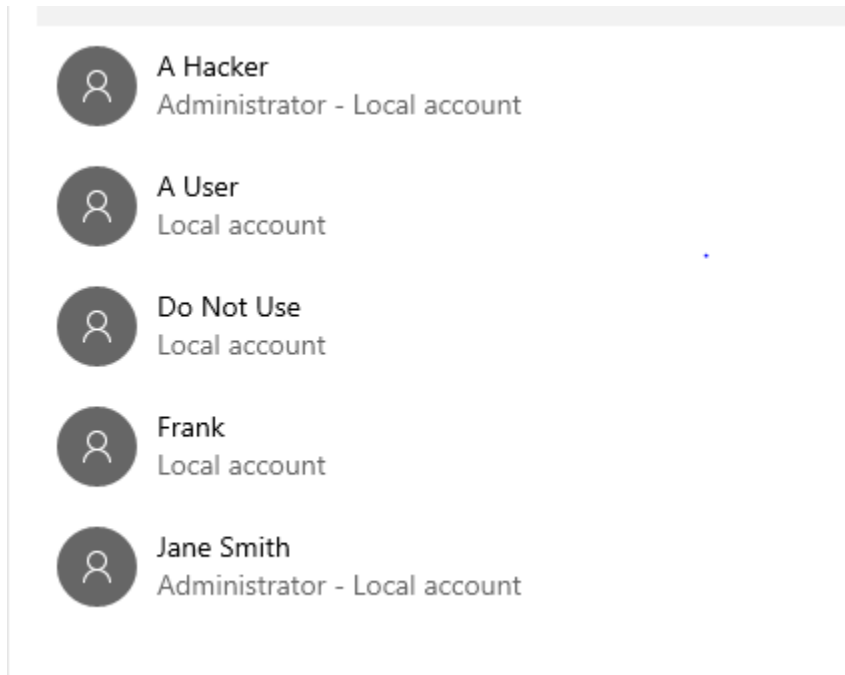 A Hacker
Administrator - Local account
A User
Local account
Do Not Use
Local account
Frank
Local account
Jane Smith
Administrator - Local account